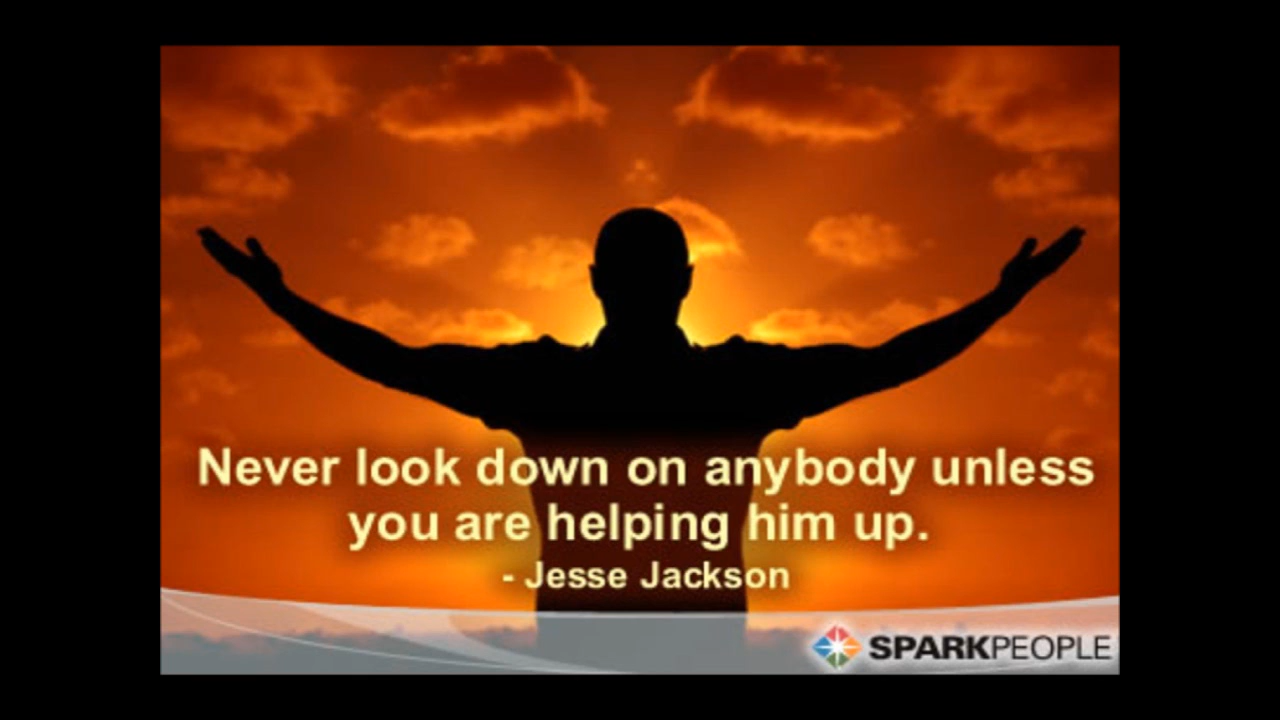 Never look down on anybody unless
you are helping him up.
- Jesse Jackson
SPARKPEOPLE